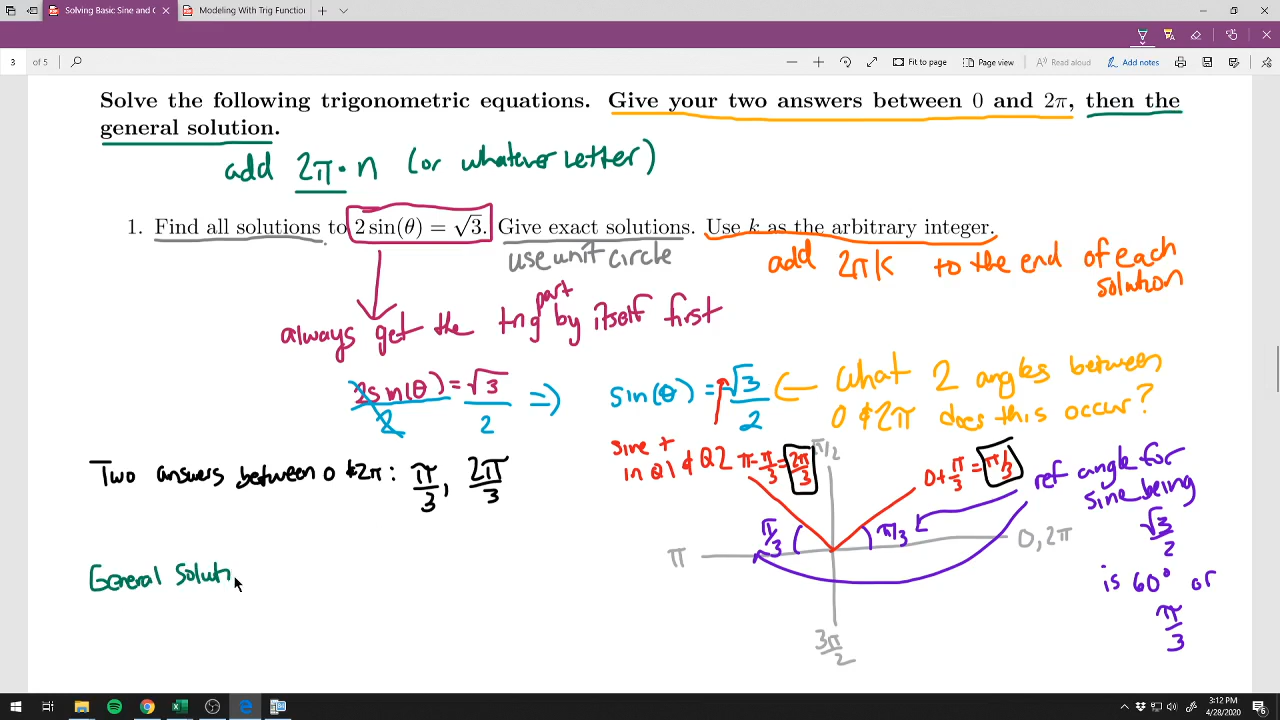 Solving Basic Sine and C
Modeling With Trig Function
3 of 5
Fit to page
Page view
Read aloud
Add notes
Solve the following trigonometric equations. Give your two answers between 0 and 2π, then the
general solution.
add 2π·n (or whatever letter)
1. Find all solutions to 2 sin(θ) = √3. Give exact solutions. Use k as the arbitrary integer.
use unit circle
add 2πk to the end of each
solution
part
always get the trig by itself first
2sin(θ)/2 = √3/2 ⇒ sin(θ) = √3/2 ← What 2 angles between
0 & 2π does this occur?
sine +
in Q1 & Q2
π-π/3=2π/3
π/2
0+π/3=π/3
ref angle for
sine being
√3/2
is 60° or
π/3
Two answers between 0 & 2π: π/3, 2π/3
π/3
π/3
π
0, 2π
3π/2
General Soluti
3:12 PM
4/28/2020
6